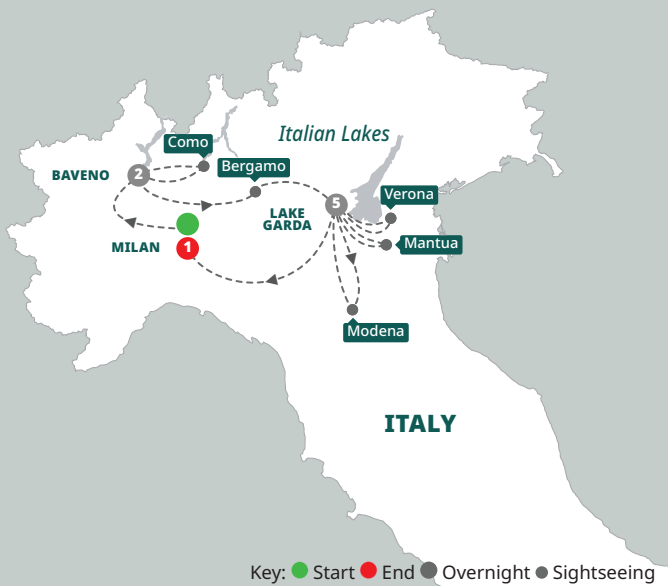 Italian Lakes
Como
Bergamo
BAVENO
2
5
Verona
LAKE
GARDA
MILAN
1
Mantua
Modena
ITALY
Key: Start End Overnight Sightseeing